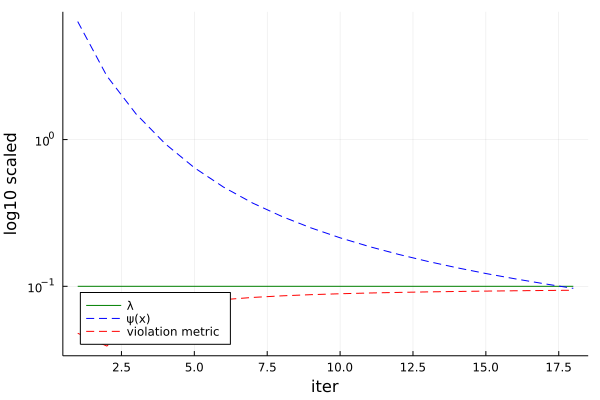 log10 scaled
10^0
10^-1
λ
ψ(x)
violation metric
2.5 5.0 7.5 10.0 12.5 15.0 17.5
iter